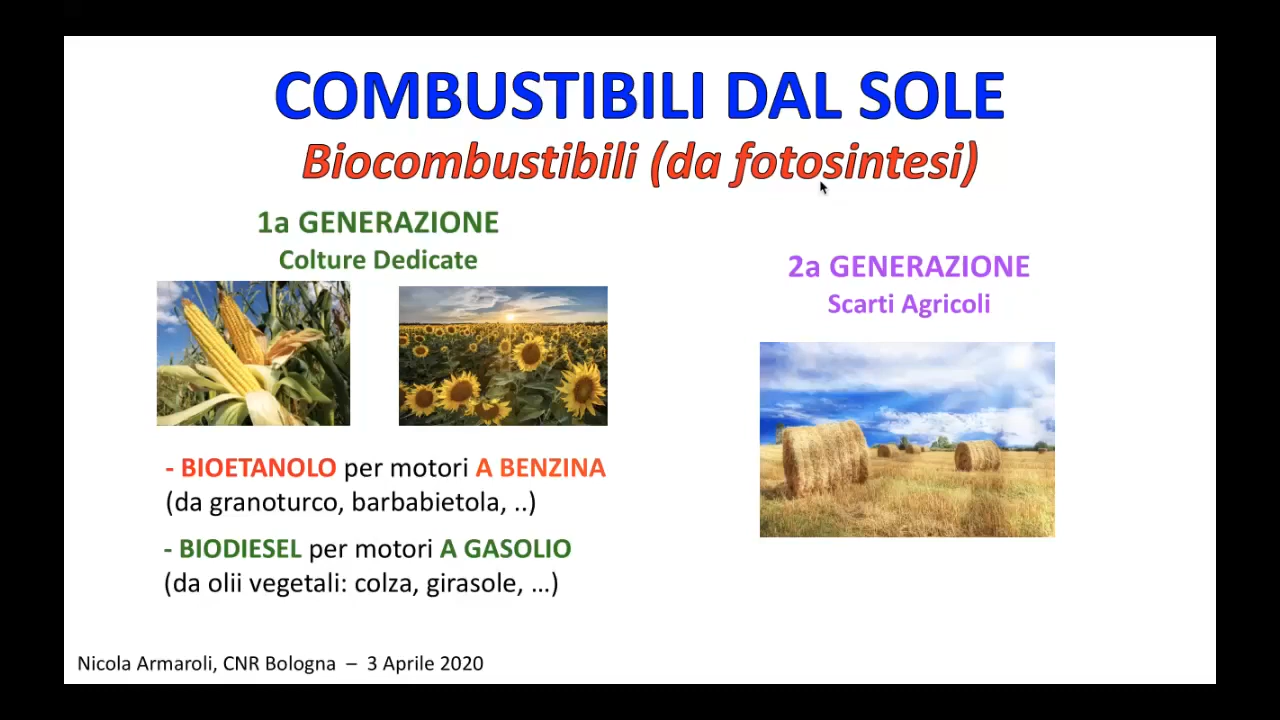 COMBUSTIBILI DAL SOLE
Biocombustibili (da fotosintesi)
1a GENERAZIONE
Colture Dedicate
- BIOETANOLO per motori A BENZINA
(da granoturco, barbabietola, ..)
- BIODIESEL per motori A GASOLIO
(da olii vegetali: colza, girasole, ...)
2a GENERAZIONE
Scarti Agricoli
Nicola Armaroli, CNR Bologna – 3 Aprile 2020